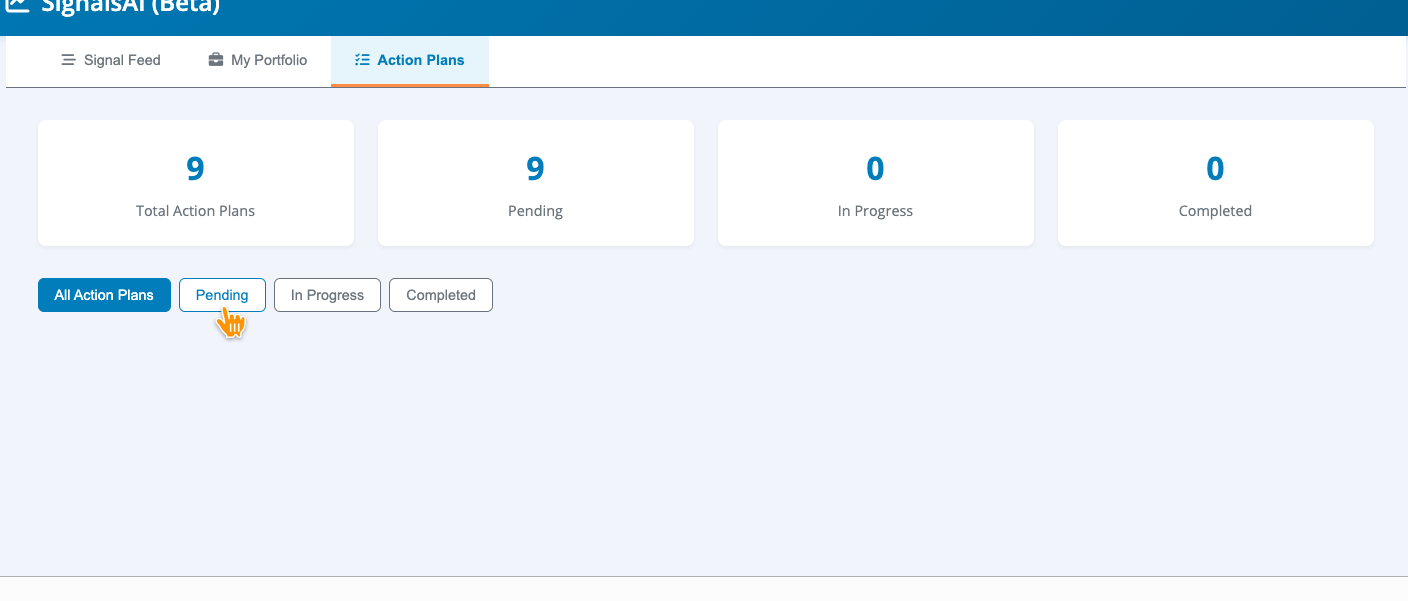 SignalsAI (Beta)
Signal Feed
My Portfolio
Action Plans
9
Total Action Plans
9
Pending
0
In Progress
0
Completed
All Action Plans
Pending
In Progress
Completed